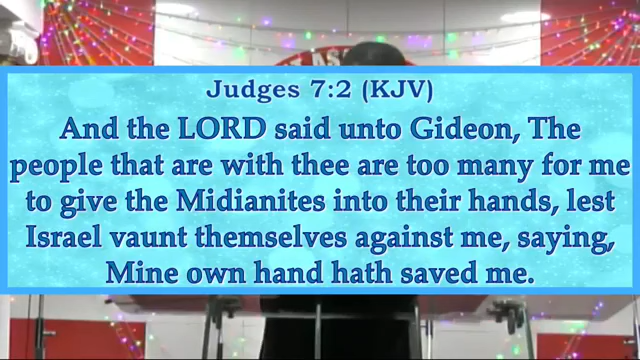 Judges 7:2 (KJV)
And the LORD said unto Gideon, The
people that are with thee are too many for me
to give the Midianites into their hands, lest
Israel vaunt themselves against me, saying,
Mine own hand hath saved me.